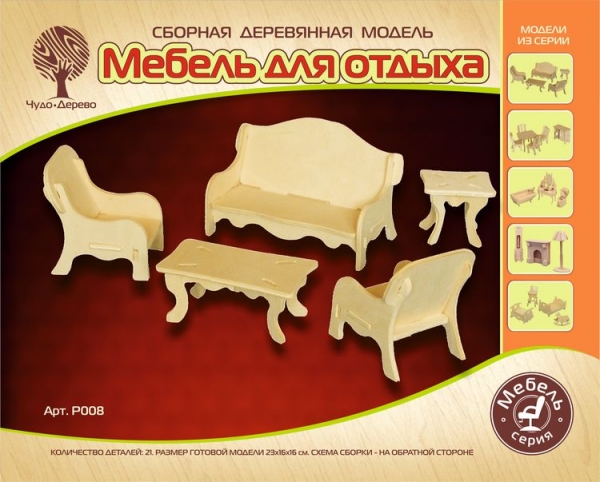 СБОРНАЯ ДЕРЕВЯННАЯ МОДЕЛЬ
Мебель для отдыха
Чудо-Дерево
МОДЕЛИ
ИЗ СЕРИИ
Арт. Р008
Мебель
серия
КОЛИЧЕСТВО ДЕТАЛЕЙ: 21. РАЗМЕР ГОТОВОЙ МОДЕЛИ 23х16х16 см. СХЕМА СБОРКИ - НА ОБРАТНОЙ СТОРОНЕ